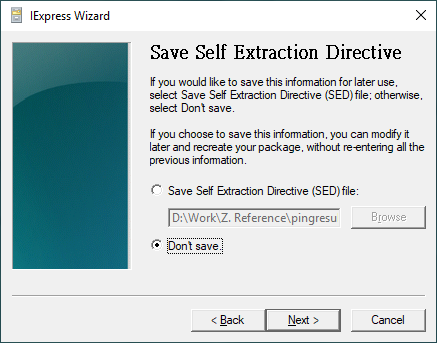 IExpress Wizard
Save Self Extraction Directive
If you would like to save this information for later use,
select Save Self Extraction Directive (SED) file; otherwise,
select Don't save.
If you choose to save this information, you can modify it
later and recreate your package, without re-entering all the
previous information.
Save Self Extraction Directive (SED) file:
D:\Work\Z. Reference\pingresu
Browse
Don't save.
< Back
Next >
Cancel